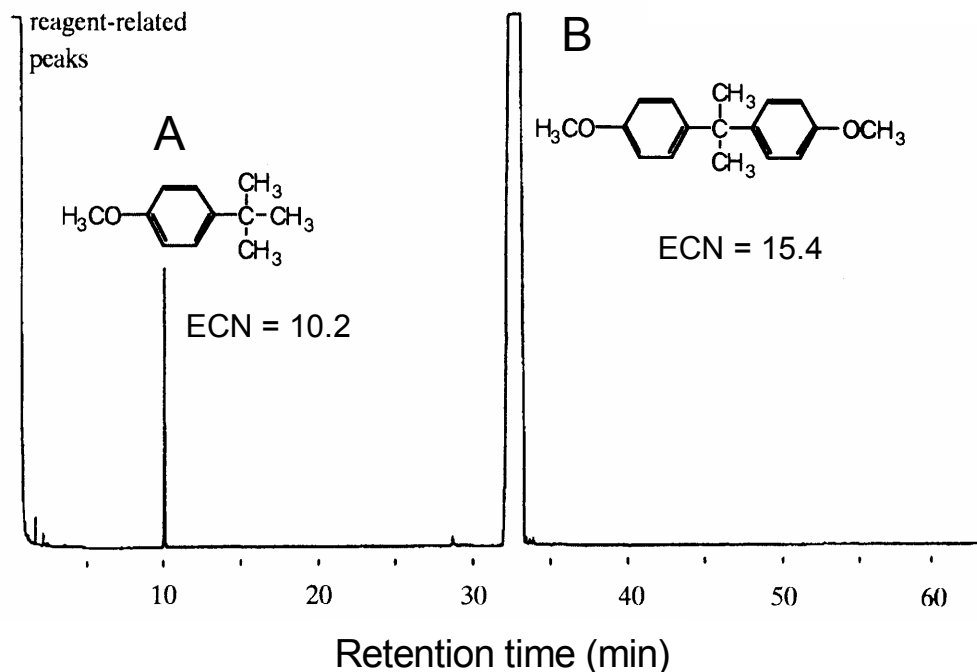 reagent-related
peaks
A
CH₃
H₃CO
C
CH₃
CH₃
ECN = 10.2
B
CH₃
H₃CO
C
OCH₃
CH₃
ECN = 15.4
10
20
30
40
50
60
Retention time (min)